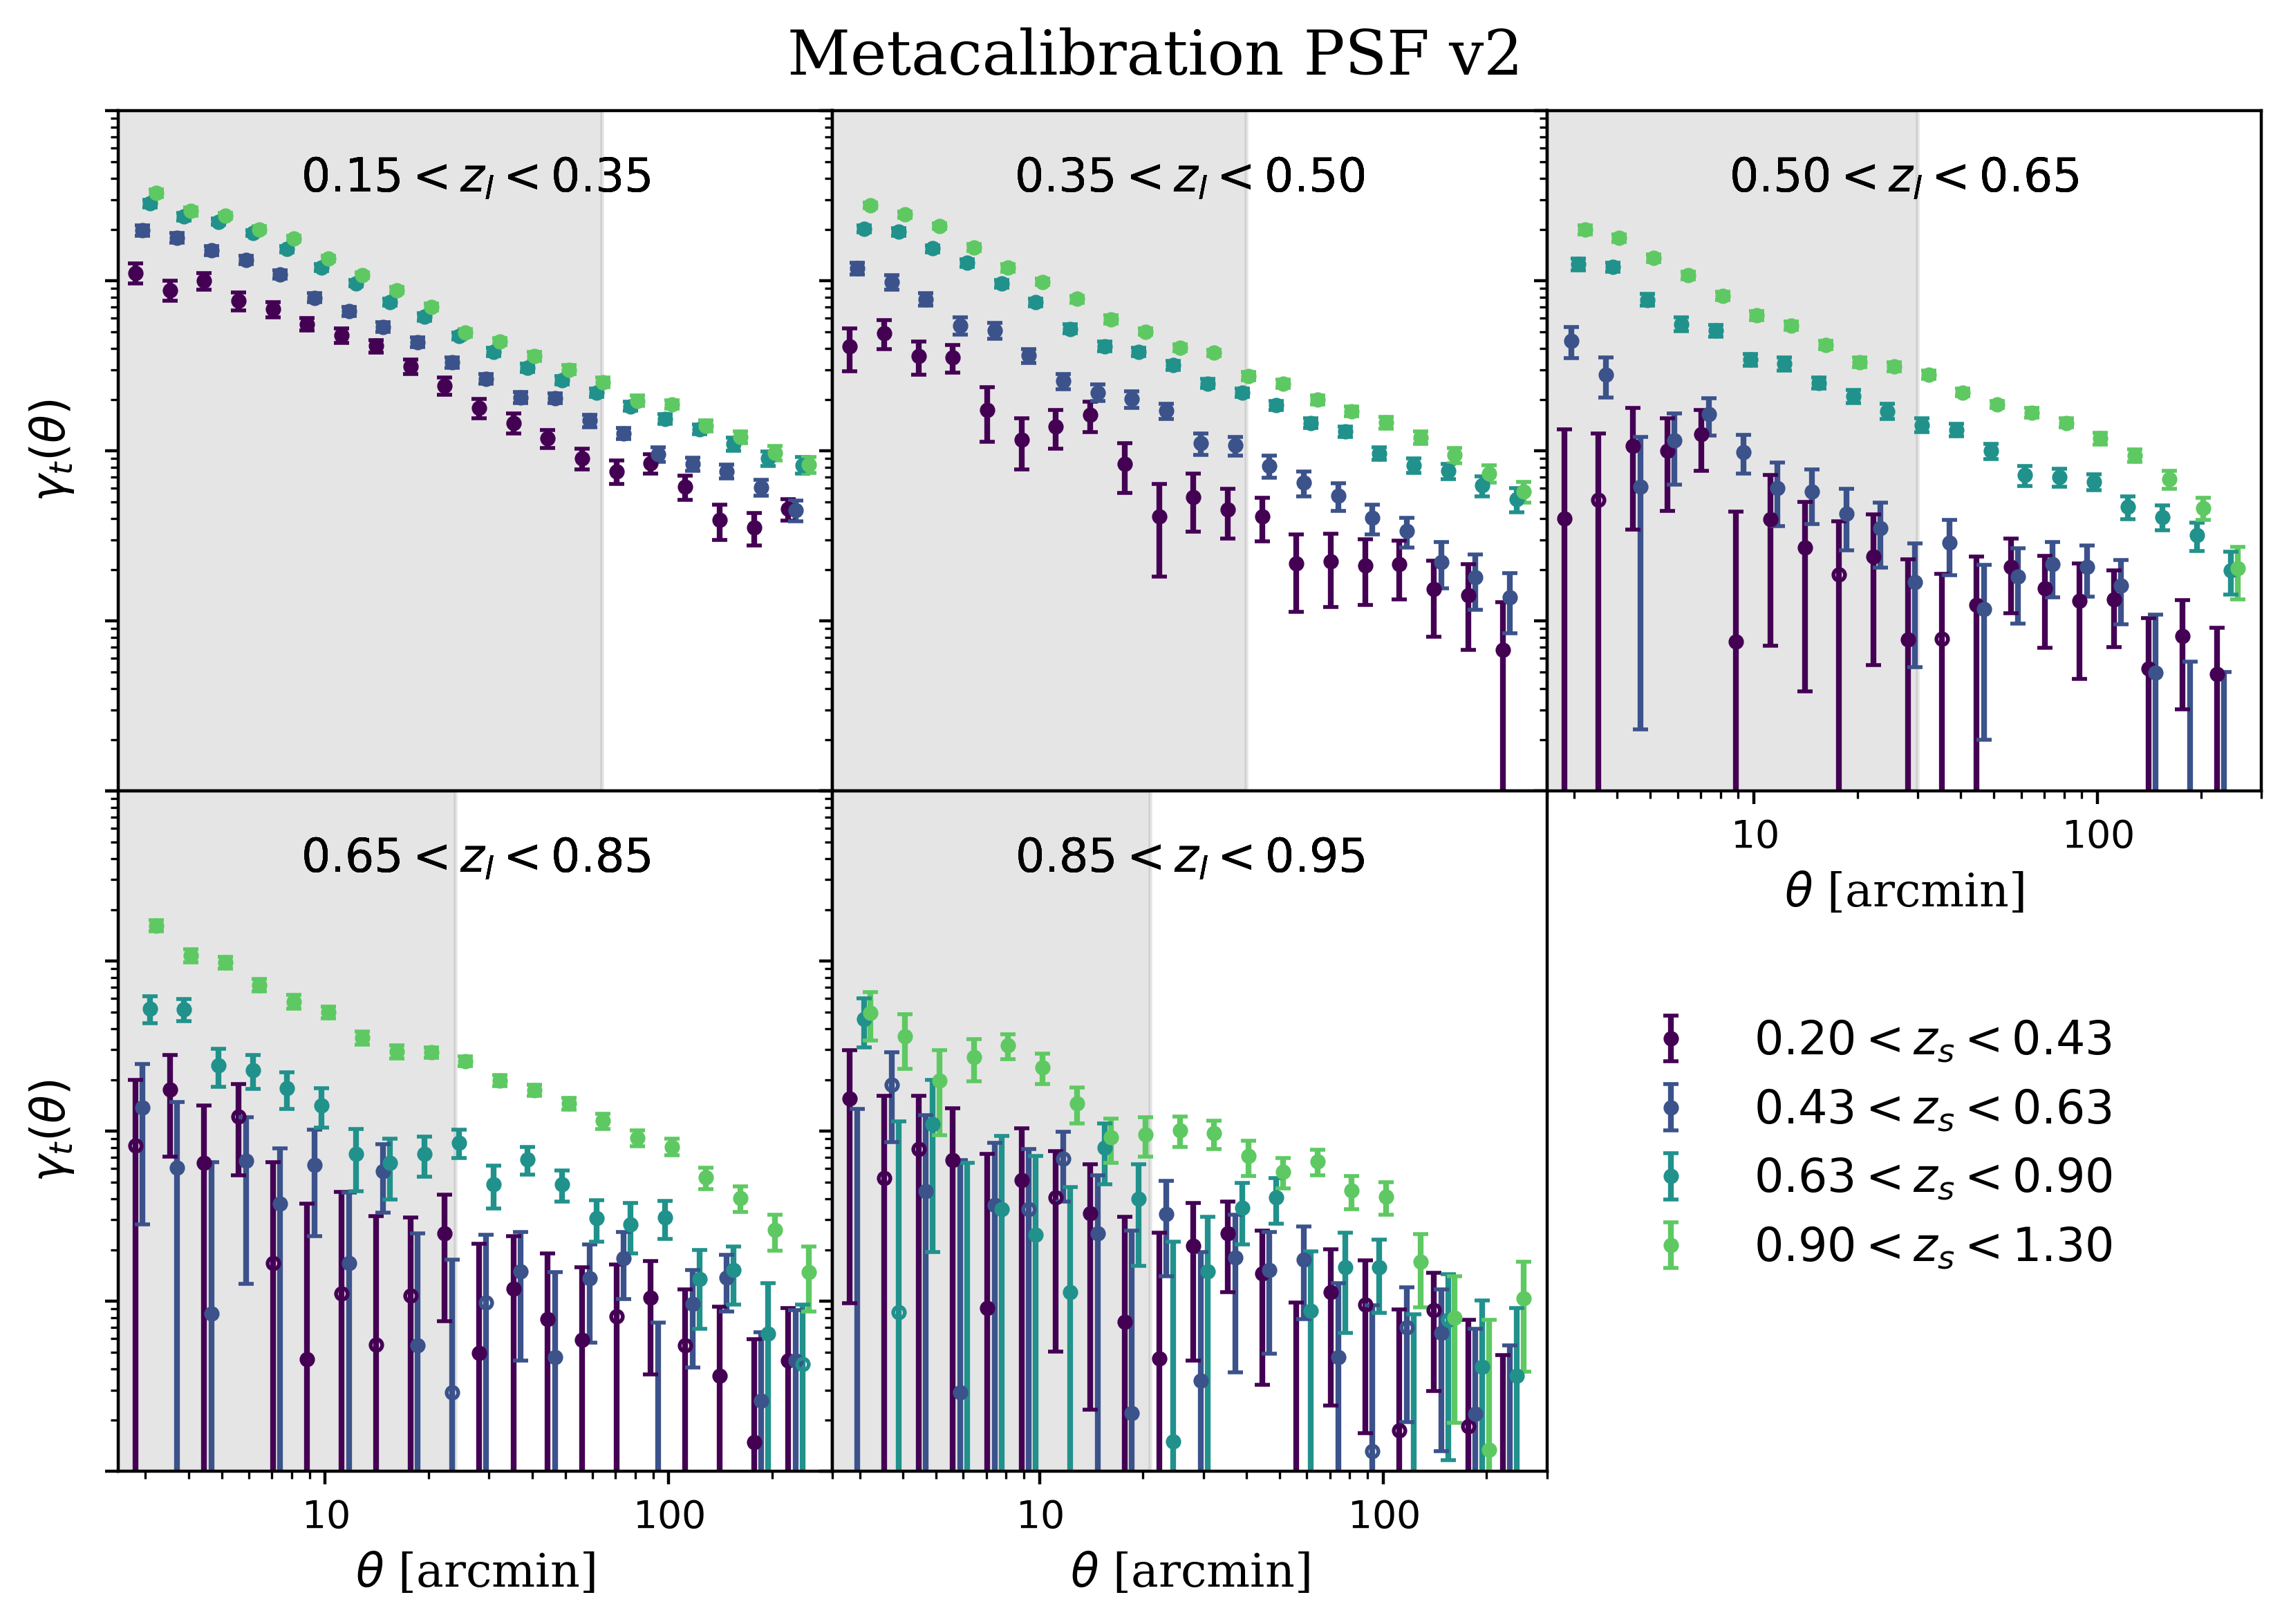 Metacalibration PSF v2
0.15 < z_l < 0.35
0.35 < z_l < 0.50
0.50 < z_l < 0.65
γ_t(θ)
10 100
θ [arcmin]
0.65 < z_l < 0.85
0.85 < z_l < 0.95
γ_t(θ)
0.20 < z_s < 0.43
0.43 < z_s < 0.63
0.63 < z_s < 0.90
0.90 < z_s < 1.30
10 100
10 100
θ [arcmin]
θ [arcmin]